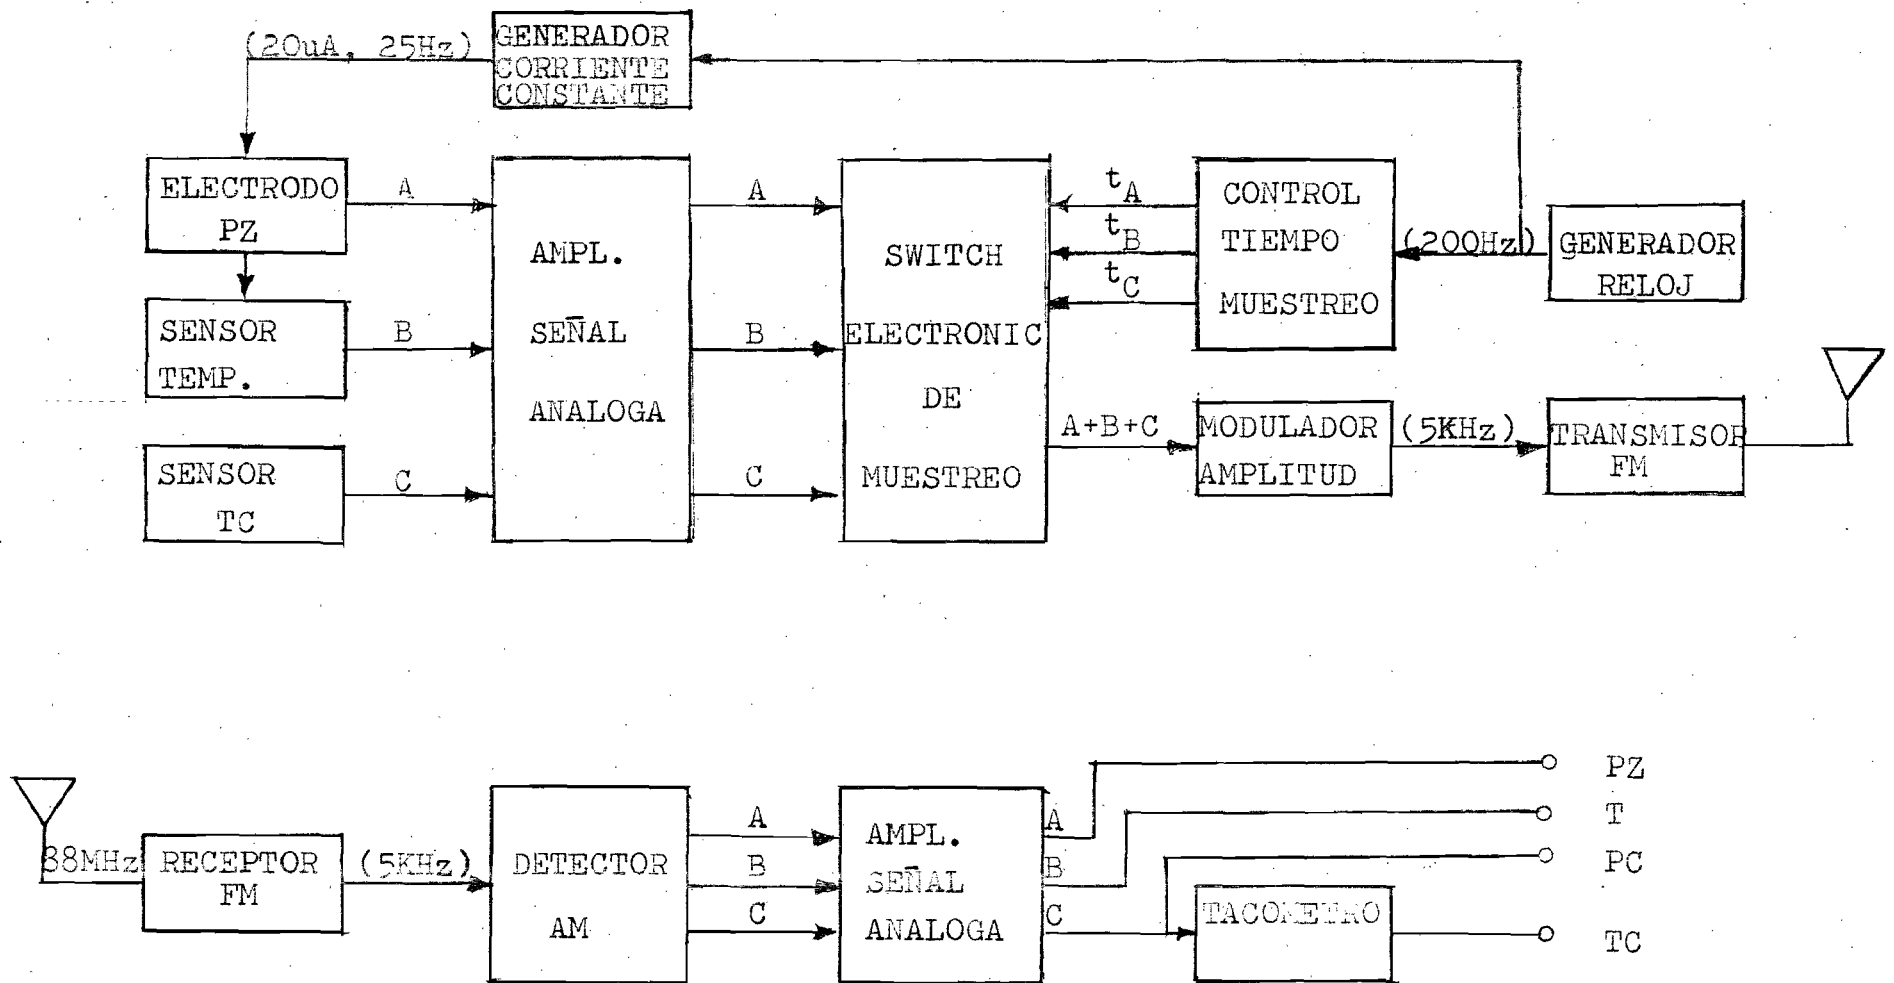 (20uA, 25Hz)
GENERADOR
CORRIENTE
CONSTANTE
ELECTRODO
PZ
A
SENSOR
TEMP.
B
SENSOR
TC
C
AMPL.
SEÑAL
ANALOGA
A
B
C
SWITCH
ELECTRONIC
DE
MUESTREO
tA
tB
tC
CONTROL
TIEMPO
MUESTREO
(200Hz)
GENERADOR
RELOJ
A+B+C
MODULADOR
AMPLITUD
(5KHz)
TRANSMISOR
FM
88MHz
RECEPTOR
FM
(5KHz)
DETECTOR
AM
A
B
C
AMPL.
SEÑAL
ANALOGA
A
B
C
TACOMETRO
PZ
T
PC
TC